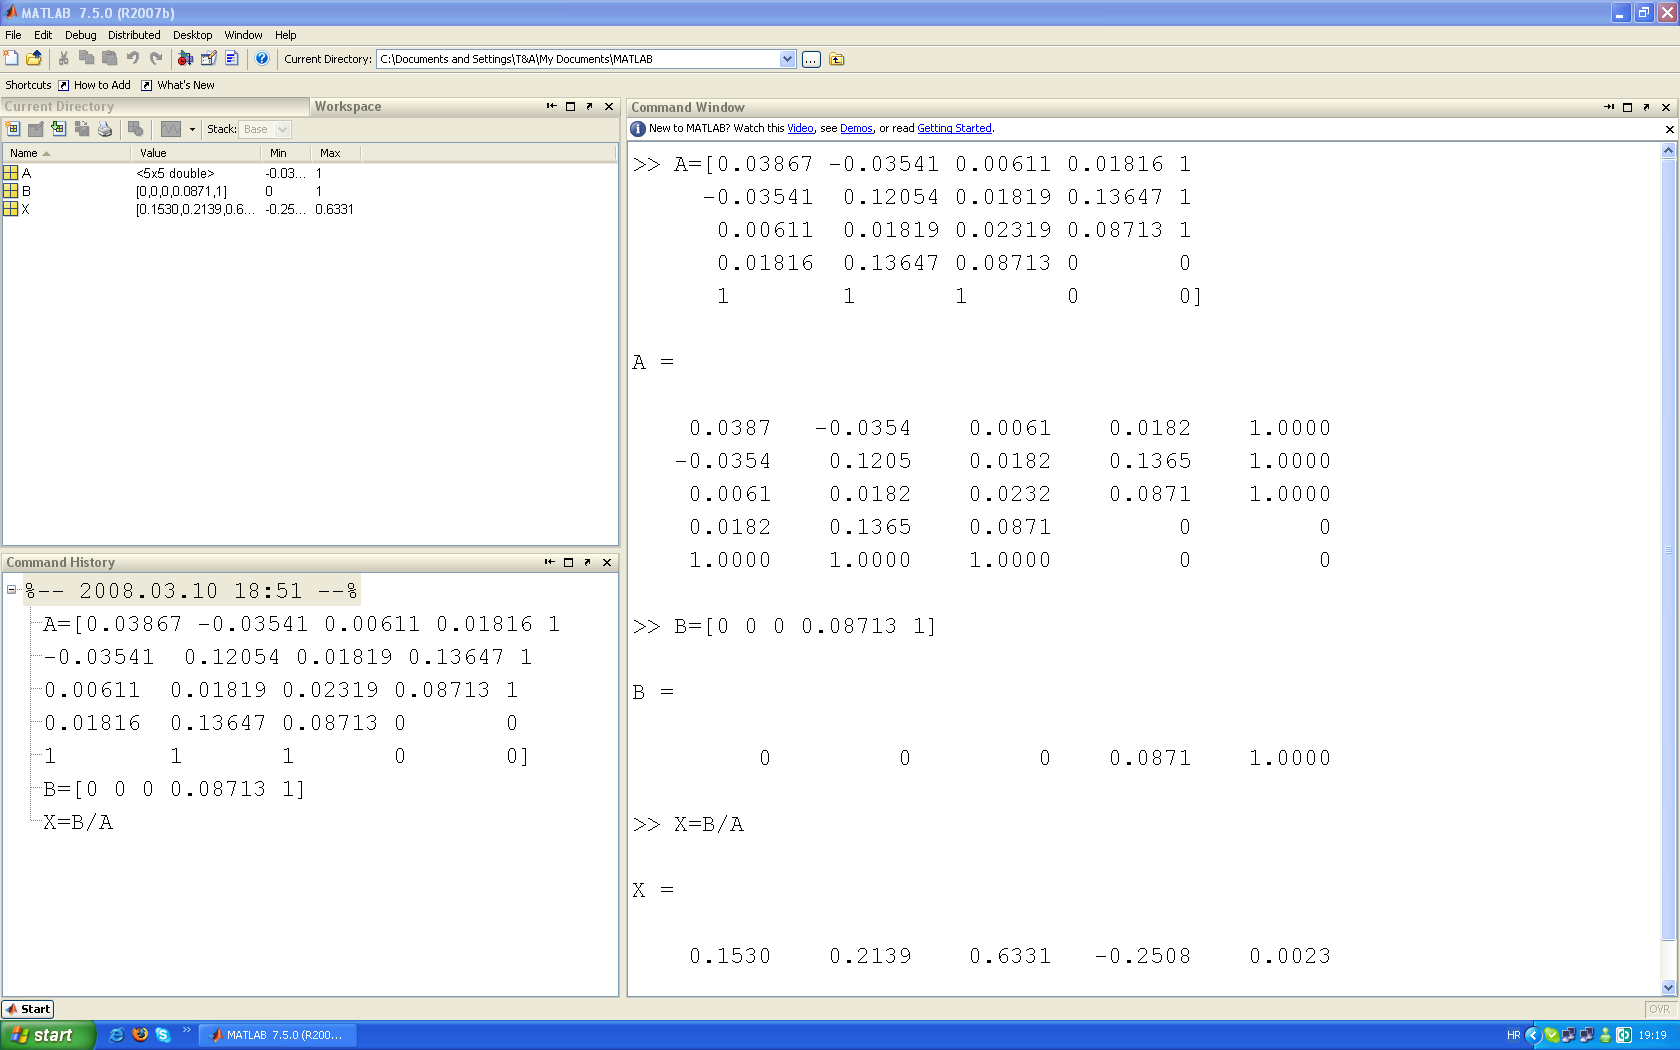 MATLAB 7.5.0 (R2007b)
File Edit Debug Distributed Desktop Window Help
Current Directory: C:\Documents and Settings\T&A\My Documents\MATLAB ...
Shortcuts How to Add What's New
Current Directory Workspace
Stack: Base
Name Value Min Max
A <5x5 double> -0.03... 1
B [0,0,0,0.0871,1] 0 1
X [0.1530,0.2139,0.6... -0.25... 0.6331
Command History
%-- 2008.03.10 18:51 --%
A=[0.03867 -0.03541 0.00611 0.01816 1
-0.03541 0.12054 0.01819 0.13647 1
0.00611 0.01819 0.02319 0.08713 1
0.01816 0.13647 0.08713 0 0
1 1 1 0 0]
B=[0 0 0 0.08713 1]
X=B/A
Command Window
New to MATLAB? Watch this Video, see Demos, or read Getting Started.
>> A=[0.03867 -0.03541 0.00611 0.01816 1
-0.03541 0.12054 0.01819 0.13647 1
0.00611 0.01819 0.02319 0.08713 1
0.01816 0.13647 0.08713 0 0
1 1 1 0 0]
A =
0.0387 -0.0354 0.0061 0.0182 1.0000
-0.0354 0.1205 0.0182 0.1365 1.0000
0.0061 0.0182 0.0232 0.0871 1.0000
0.0182 0.1365 0.0871 0 0
1.0000 1.0000 1.0000 0 0
>> B=[0 0 0 0.08713 1]
B =
0 0 0 0.0871 1.0000
>> X=B/A
X =
0.1530 0.2139 0.6331 -0.2508 0.0023
Start
OVR
start MATLAB 7.5.0 (R200... HR 19:19